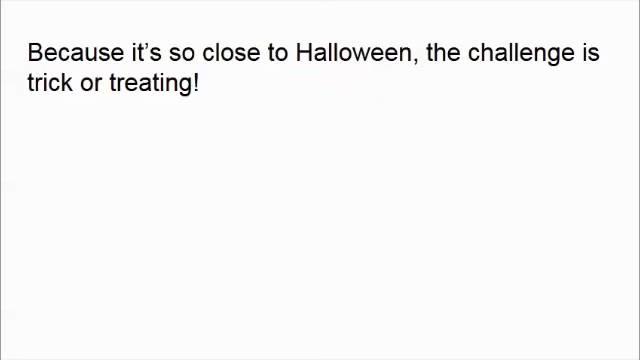 Because it’s so close to Halloween, the challenge is
trick or treating!